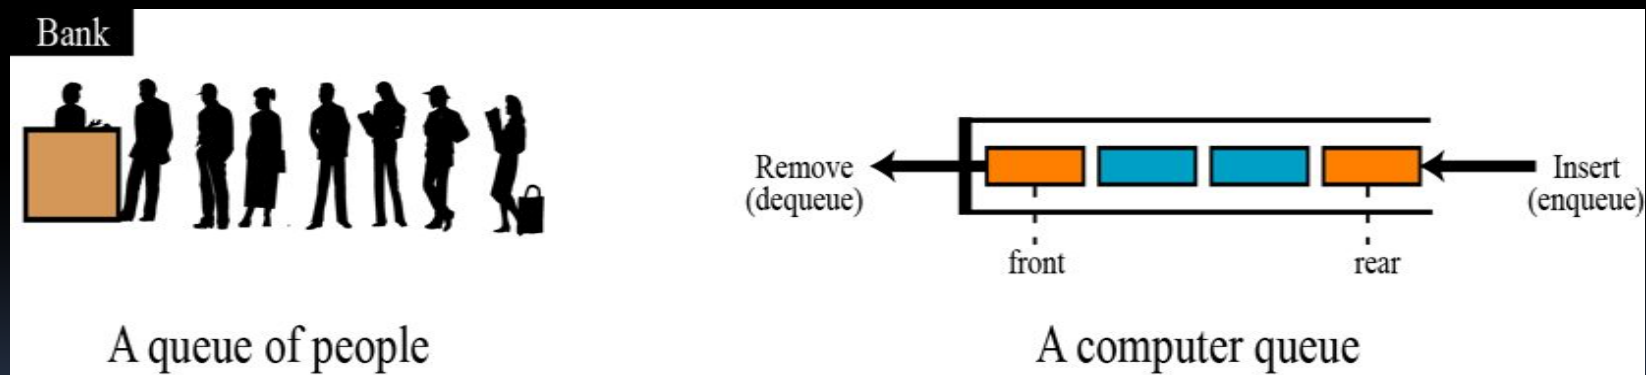 Bank
A queue of people
Remove
(dequeue)
front
rear
Insert
(enqueue)
A computer queue